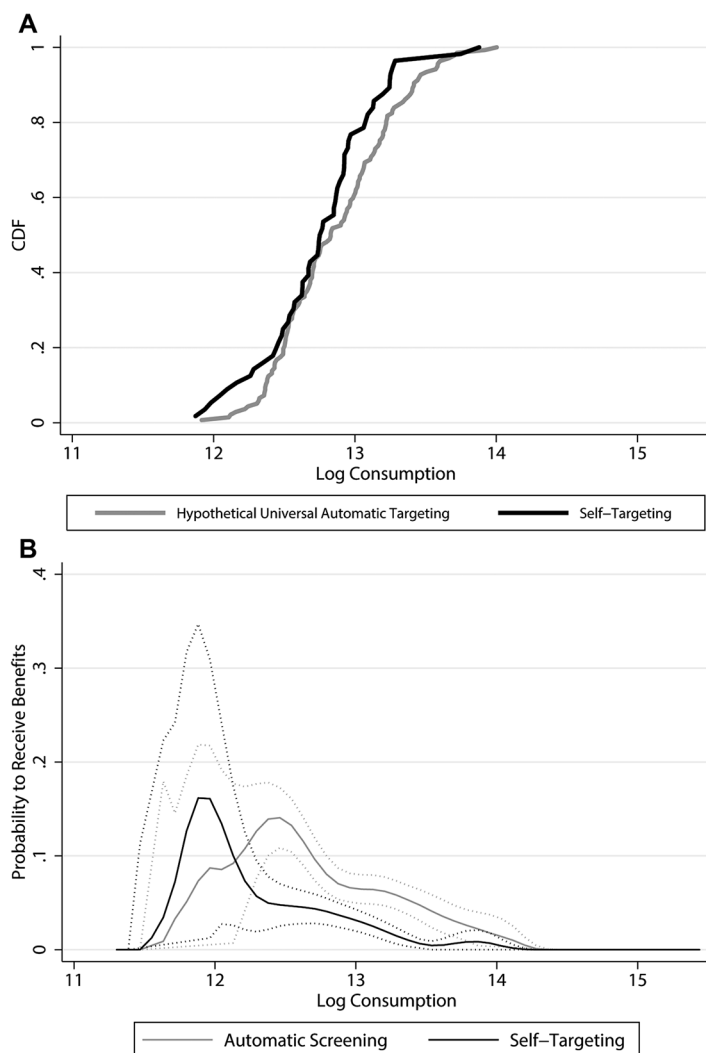 A
CDF
1
.8
.6
.4
.2
0
11 12 13 14 15
Log Consumption
Hypothetical Universal Automatic Targeting Self−Targeting
B
Probability to Receive Benefits
.4
.3
.2
.1
0
11 12 13 14 15
Log Consumption
Automatic Screening Self−Targeting